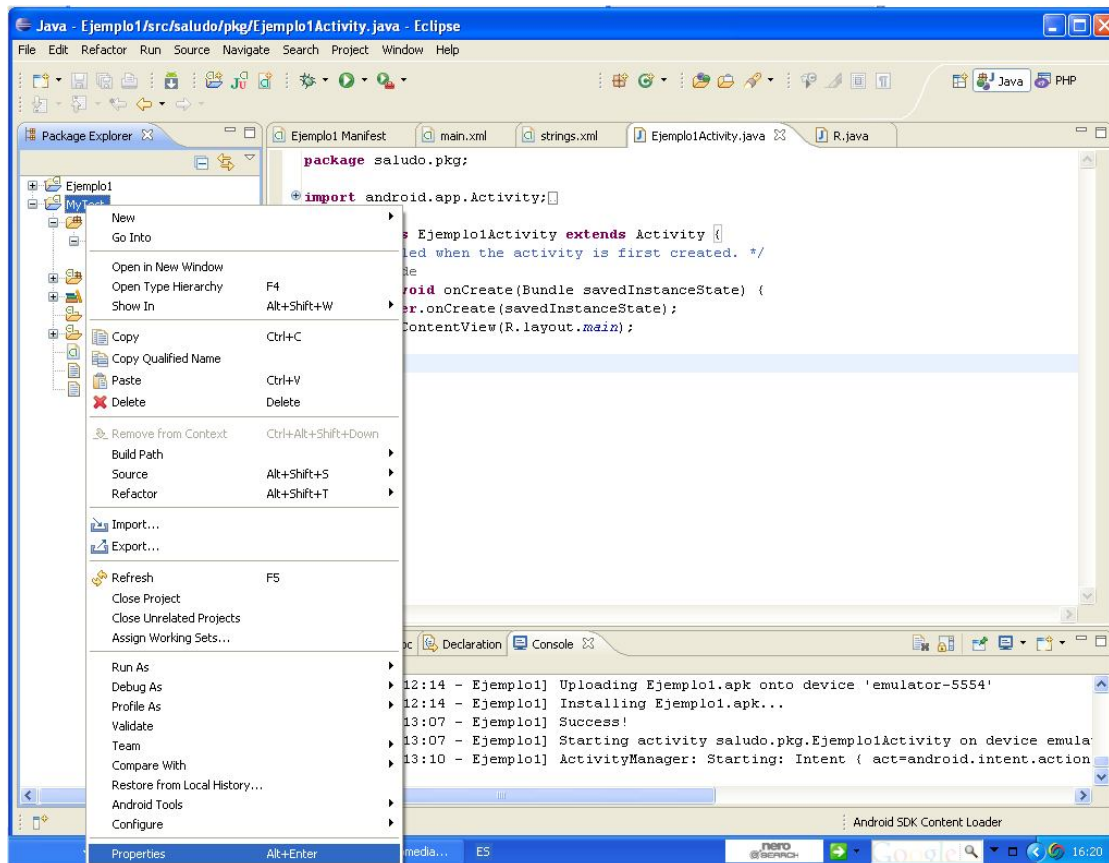 Java - Ejemplo1/src/saludo/pkg/Ejemplo1Activity.java - Eclipse
File Edit Refactor Run Source Navigate Search Project Window Help
Java PHP
Package Explorer
Ejemplo1 Manifest main.xml strings.xml Ejemplo1Activity.java R.java
Ejemplo1
MyTest
package saludo.pkg;
import android.app.Activity;
s Ejemplo1Activity extends Activity {
led when the activity is first created. */
de
void onCreate(Bundle savedInstanceState) {
er.onCreate(savedInstanceState);
ContentView(R.layout.main);
New
Go Into
Open in New Window
Open Type Hierarchy F4
Show In Alt+Shift+W
Copy Ctrl+C
Copy Qualified Name
Paste Ctrl+V
Delete Delete
Remove from Context Ctrl+Alt+Shift+Down
Build Path
Source Alt+Shift+S
Refactor Alt+Shift+T
Import...
Export...
Refresh F5
Close Project
Close Unrelated Projects
Assign Working Sets...
Run As
Debug As
Profile As
Validate
Team
Compare With
Restore from Local History...
Android Tools
Configure
Properties Alt+Enter
oc Declaration Console
12:14 - Ejemplo1] Uploading Ejemplo1.apk onto device 'emulator-5554'
12:14 - Ejemplo1] Installing Ejemplo1.apk...
13:07 - Ejemplo1] Success!
13:07 - Ejemplo1] Starting activity saludo.pkg.Ejemplo1Activity on device emula
13:10 - Ejemplo1] ActivityManager: Starting: Intent { act=android.intent.action
Android SDK Content Loader
media... ES nero SEARCH Google 16:20